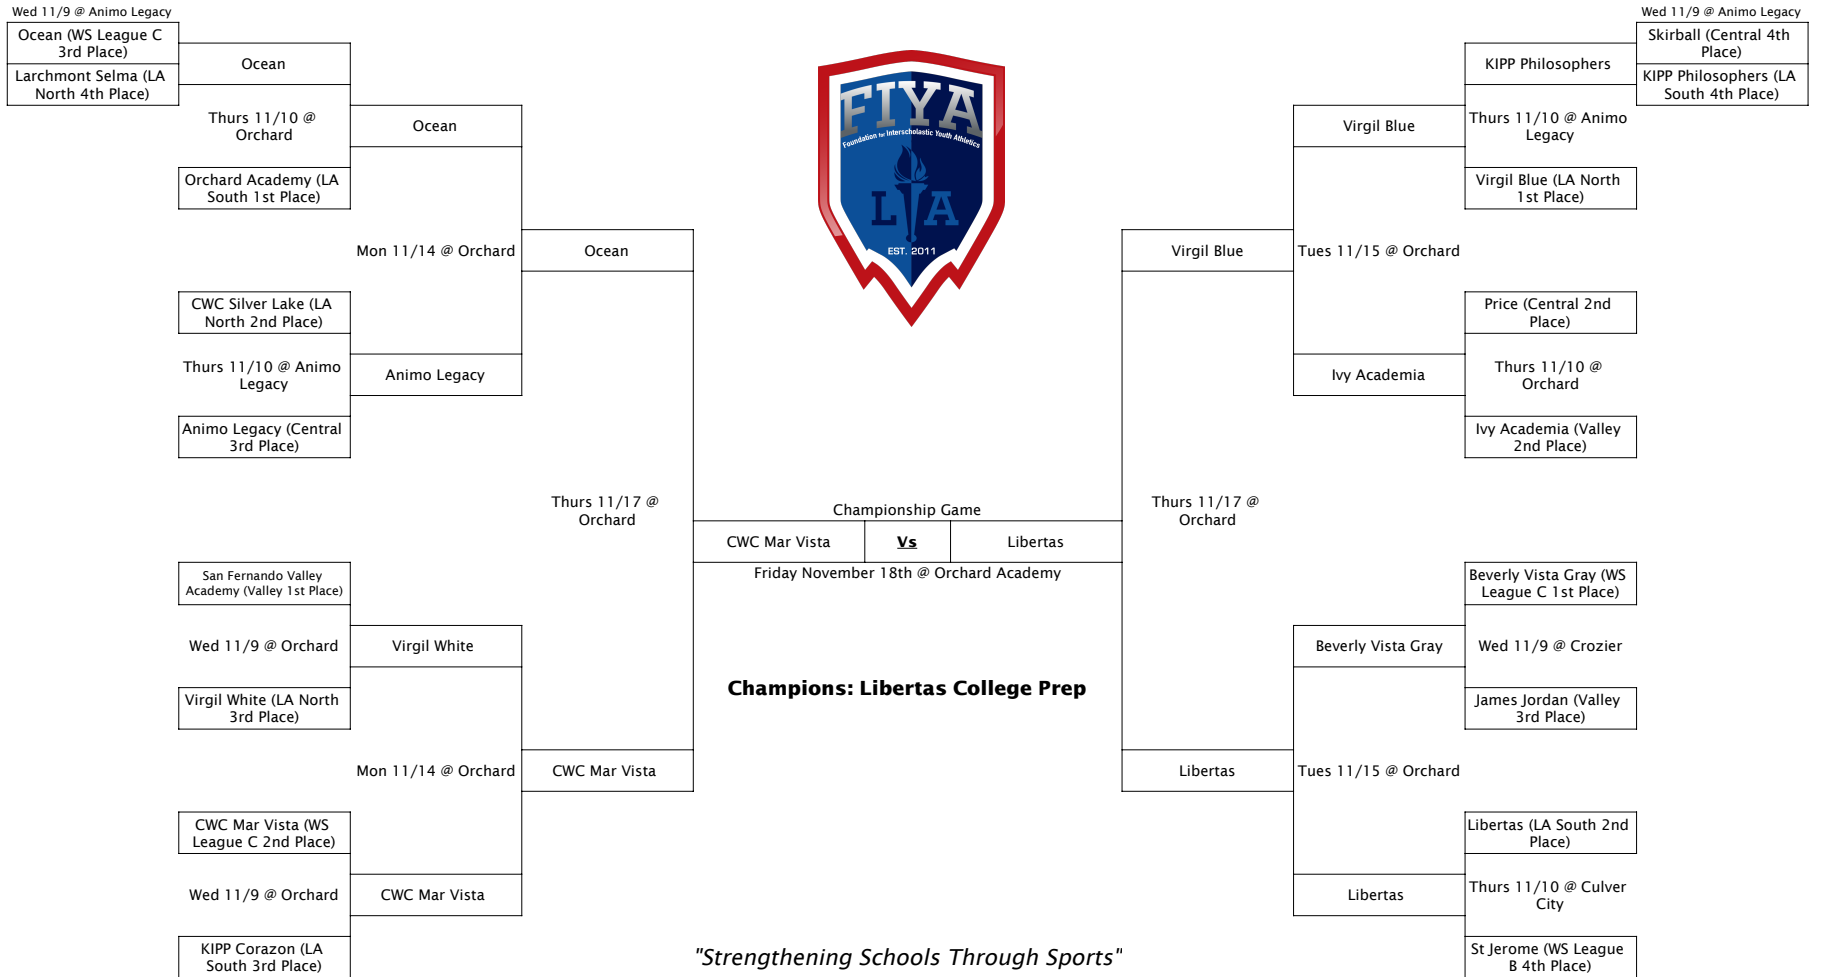 Wed 11/9 @ Animo Legacy
Ocean (WS League C
3rd Place)
Larchmont Selma (LA
North 4th Place)
Ocean
Thurs 11/10 @
Orchard
Orchard Academy (LA
South 1st Place)
Ocean
Mon 11/14 @ Orchard
CWC Silver Lake (LA
North 2nd Place)
Thurs 11/10 @ Animo
Legacy
Animo Legacy (Central
3rd Place)
Animo Legacy
Ocean
Thurs 11/17 @
Orchard
San Fernando Valley
Academy (Valley 1st Place)
Wed 11/9 @ Orchard
Virgil White (LA North
3rd Place)
Virgil White
Mon 11/14 @ Orchard
CWC Mar Vista
CWC Mar Vista (WS
League C 2nd Place)
Wed 11/9 @ Orchard
KIPP Corazon (LA
South 3rd Place)
CWC Mar Vista
FIYA
Foundation for Interscholastic Youth Athletics
LA
EST. 2011
Championship Game
CWC Mar Vista
Vs
Libertas
Friday November 18th @ Orchard Academy
Champions: Libertas College Prep
"Strengthening Schools Through Sports"
Wed 11/9 @ Animo Legacy
Skirball (Central 4th
Place)
KIPP Philosophers (LA
South 4th Place)
KIPP Philosophers
Thurs 11/10 @ Animo
Legacy
Virgil Blue (LA North
1st Place)
Virgil Blue
Tues 11/15 @ Orchard
Virgil Blue
Price (Central 2nd
Place)
Thurs 11/10 @
Orchard
Ivy Academia (Valley
2nd Place)
Ivy Academia
Thurs 11/17 @
Orchard
Beverly Vista Gray (WS
League C 1st Place)
Wed 11/9 @ Crozier
James Jordan (Valley
3rd Place)
Beverly Vista Gray
Tues 11/15 @ Orchard
Libertas
Libertas (LA South 2nd
Place)
Thurs 11/10 @ Culver
City
St Jerome (WS League
B 4th Place)
Libertas